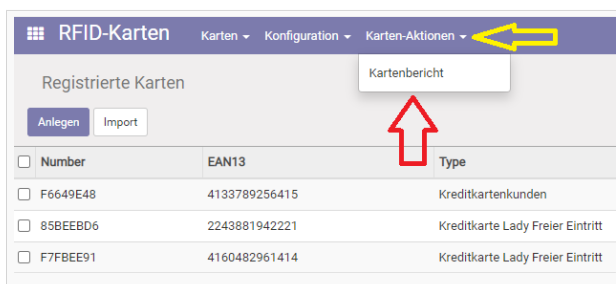 RFID-Karten Karten Konfiguration Karten-Aktionen
Kartenbericht
Registrierte Karten
Anlegen Import
Number EAN13 Type
F6649E48 4133789256415 Kreditkartenkunden
85BEEBD6 2243881942221 Kreditkarte Lady Freier Eintritt
F7FBEE91 4160482961414 Kreditkarte Lady Freier Eintritt